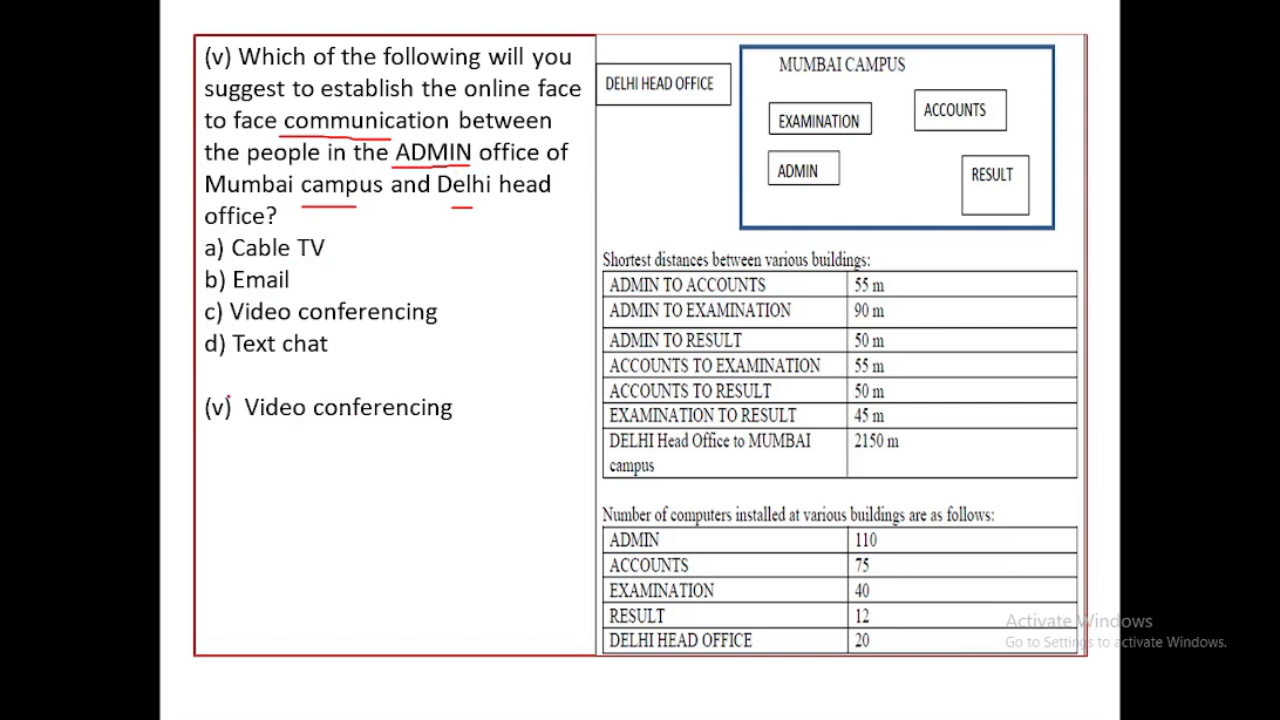 (v) Which of the following will you
suggest to establish the online face
to face communication between
the people in the ADMIN office of
Mumbai campus and Delhi head
office?
a) Cable TV
b) Email
c) Video conferencing
d) Text chat
(v) Video conferencing
DELHI HEAD OFFICE
MUMBAI CAMPUS
EXAMINATION
ACCOUNTS
ADMIN
RESULT
Shortest distances between various buildings:
ADMIN TO ACCOUNTS 55 m
ADMIN TO EXAMINATION 90 m
ADMIN TO RESULT 50 m
ACCOUNTS TO EXAMINATION 55 m
ACCOUNTS TO RESULT 50 m
EXAMINATION TO RESULT 45 m
DELHI Head Office to MUMBAI 2150 m
campus
Number of computers installed at various buildings are as follows:
ADMIN 110
ACCOUNTS 75
EXAMINATION 40
RESULT 12
DELHI HEAD OFFICE 20
Activate Windows
Go to Settings to activate Windows.